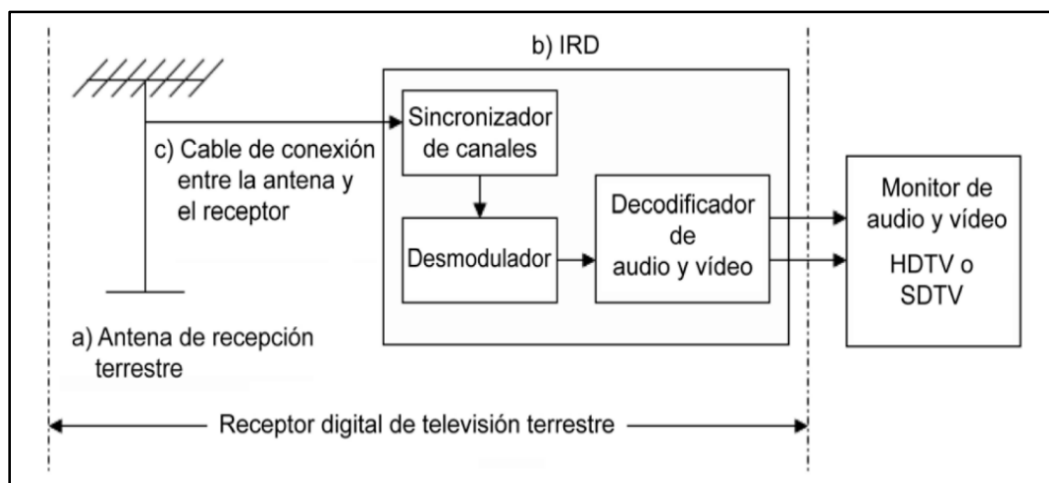 b) IRD
Sincronizador
de canales
c) Cable de conexión
entre la antena y
el receptor
Desmodulador
Decodificador
de
audio y vídeo
Monitor de
audio y vídeo
HDTV o
SDTV
a) Antena de recepción
terrestre
Receptor digital de televisión terrestre